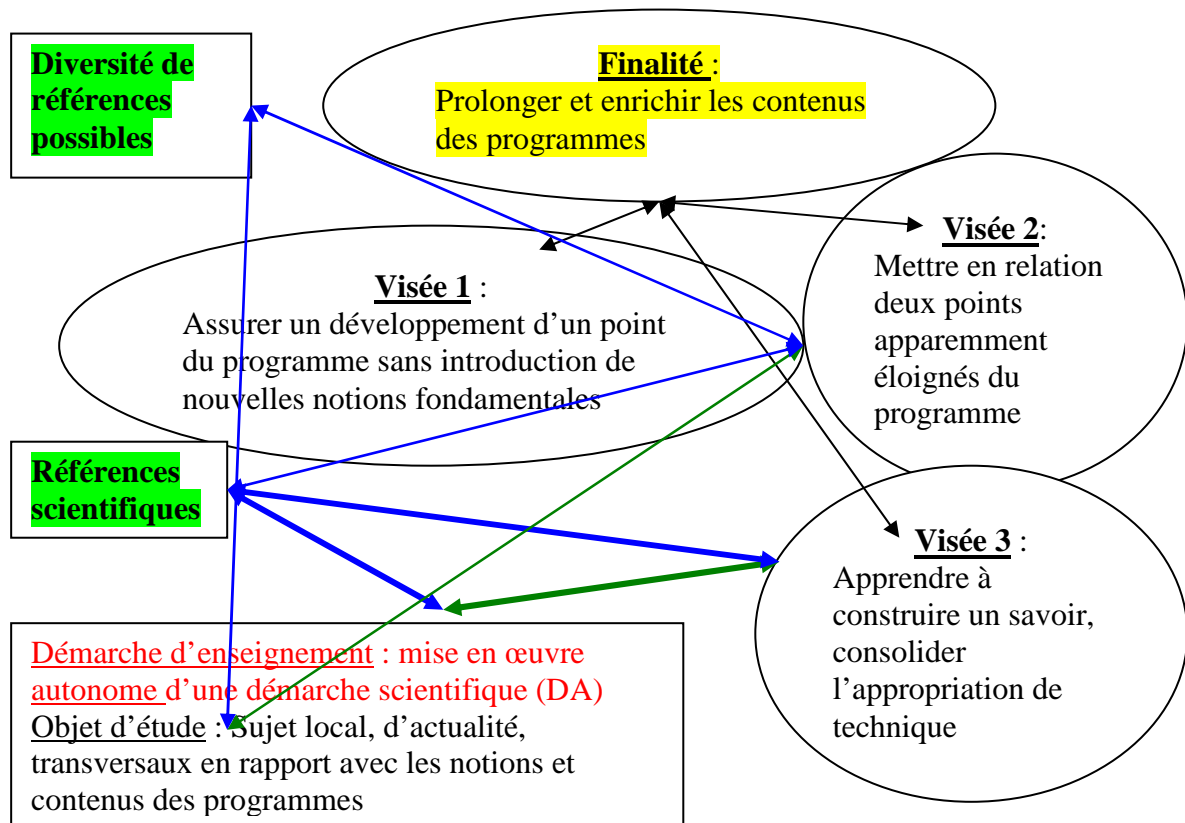 Diversité de
références
possibles
Finalité :
Prolonger et enrichir les contenus
des programmes
Visée 1 :
Assurer un développement d’un point
du programme sans introduction de
nouvelles notions fondamentales
Visée 2:
Mettre en relation
deux points
apparemment
éloignés du
programme
Références
scientifiques
Visée 3 :
Apprendre à
construire un savoir,
consolider
l’appropriation de
technique
Démarche d’enseignement : mise en œuvre
autonome d’une démarche scientifique (DA)
Objet d’étude : Sujet local, d’actualité,
transversaux en rapport avec les notions et
contenus des programmes